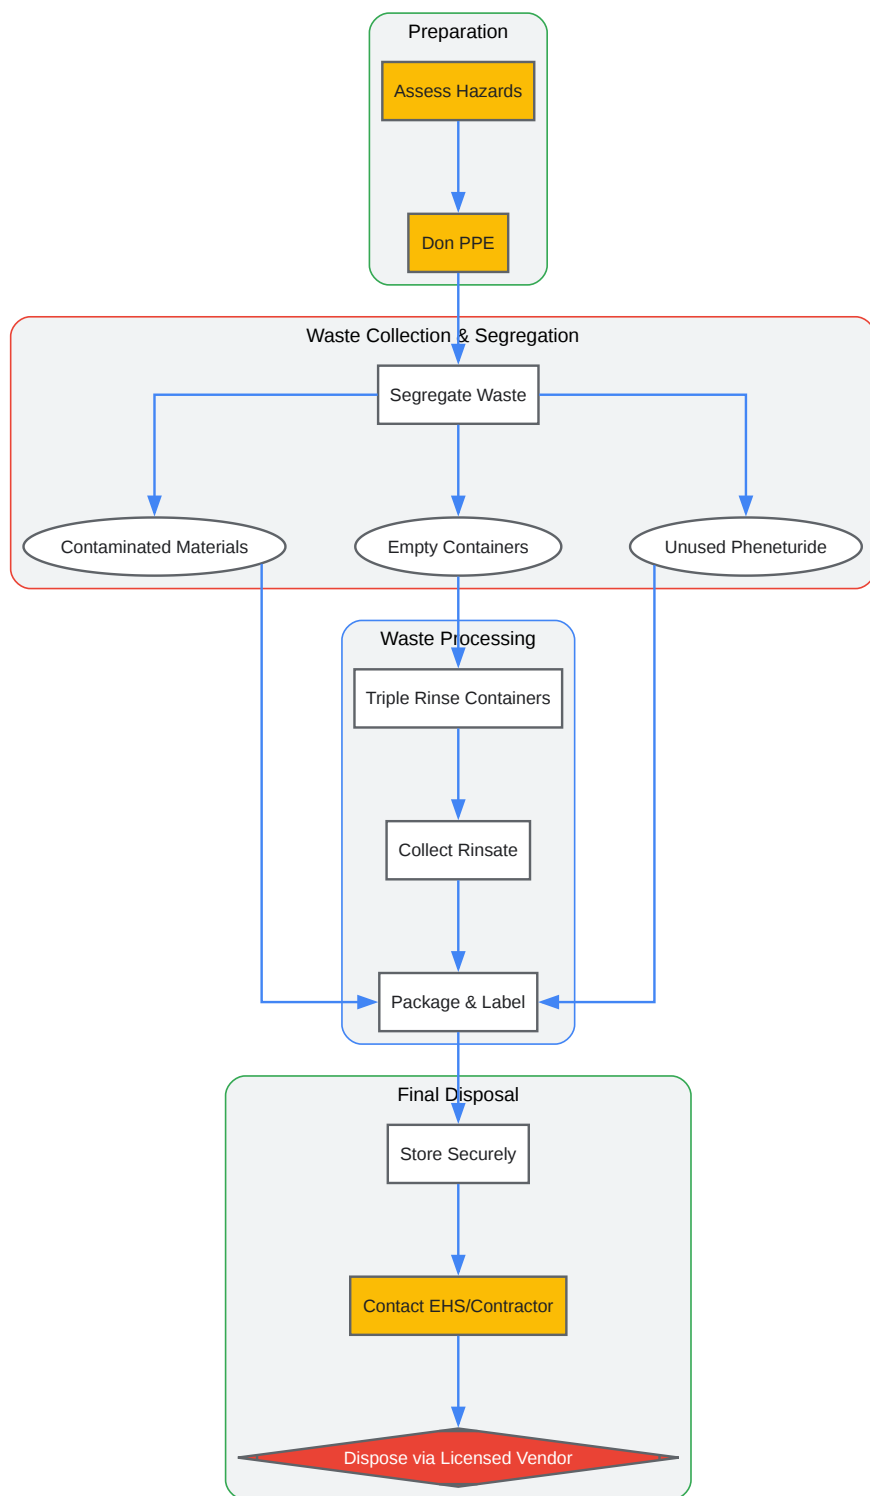 Preparation
Assess Hazards
Don PPE
Waste Collection & Segregation
Segregate Waste
Contaminated Materials
Empty Containers
Unused Pheneturide
Waste Processing
Triple Rinse Containers
Collect Rinsate
Package & Label
Final Disposal
Store Securely
Contact EHS/Contractor
Dispose via Licensed Vendor